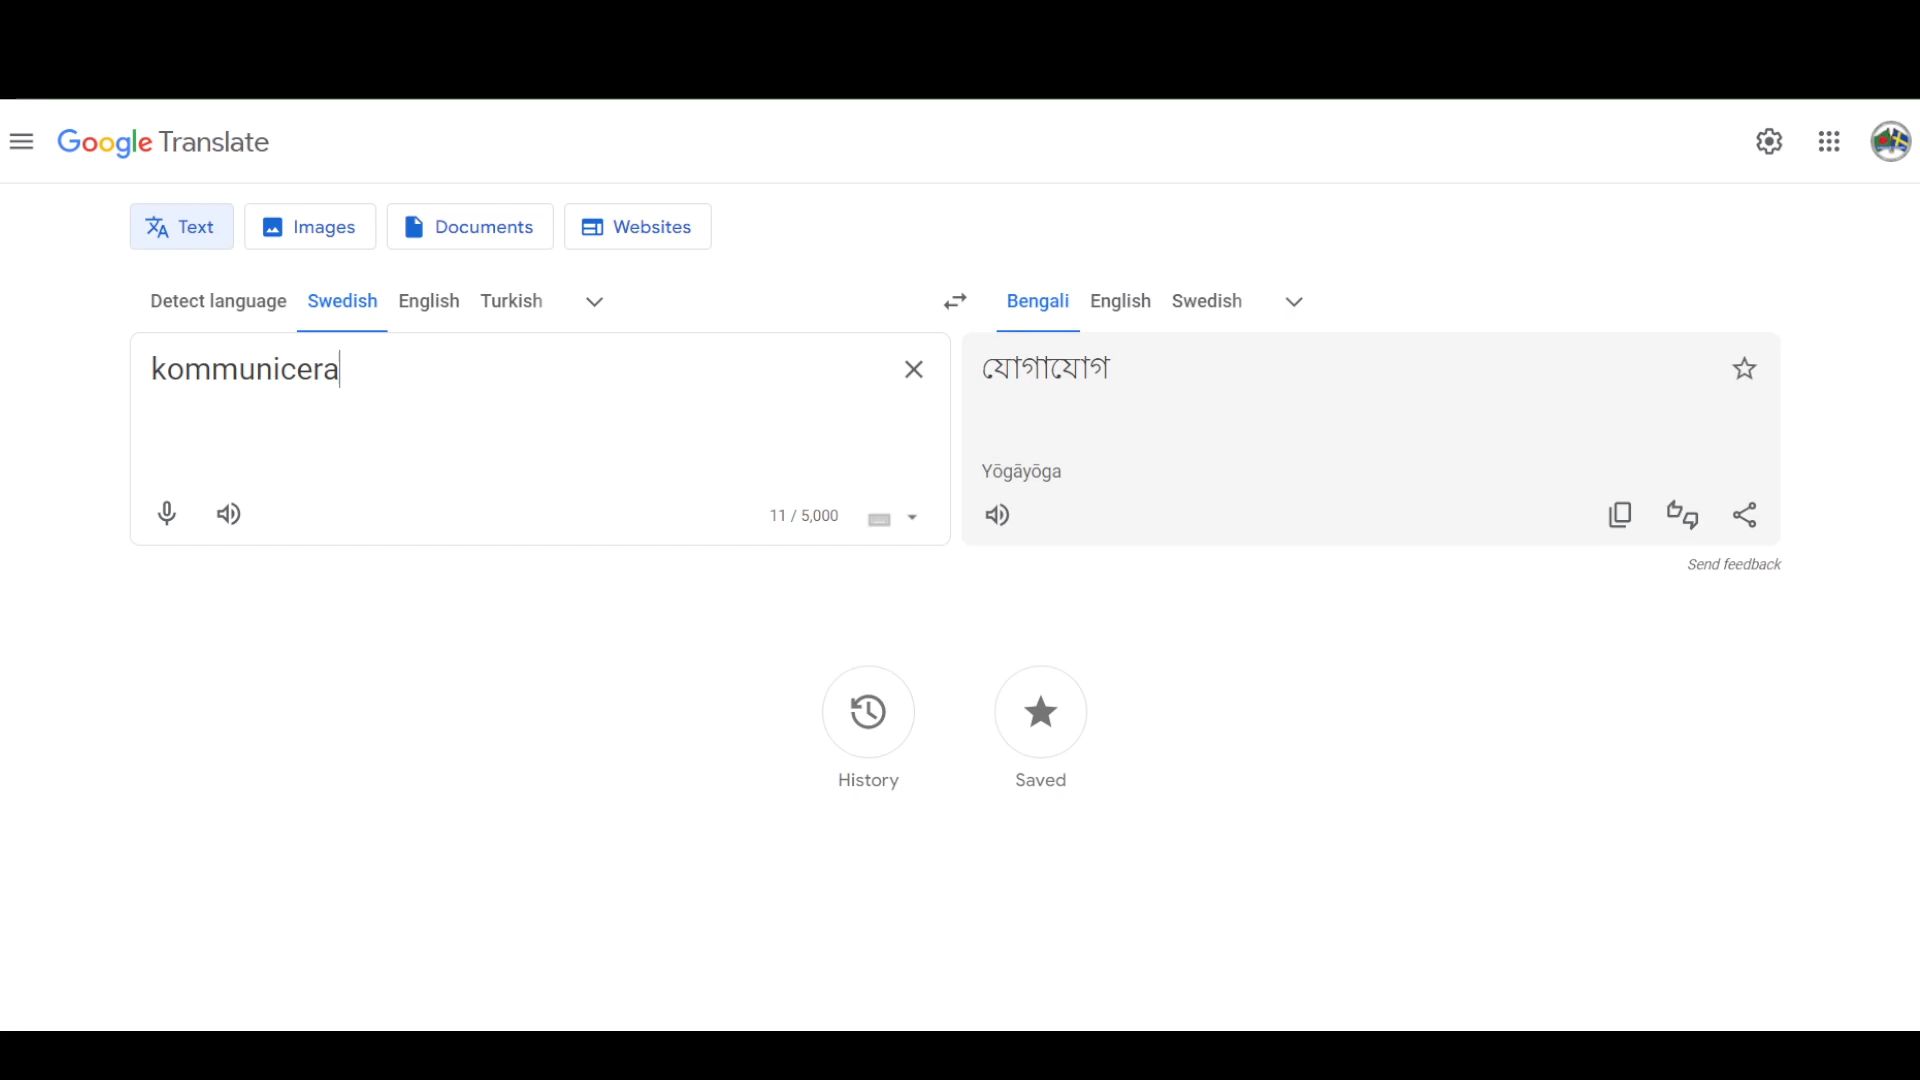 Google Translate
Text Images Documents Websites
Detect language Swedish English Turkish Bengali English Swedish
kommunicera
যোগাযোগ
Yōgāyōga
11 / 5,000
Send feedback
History Saved